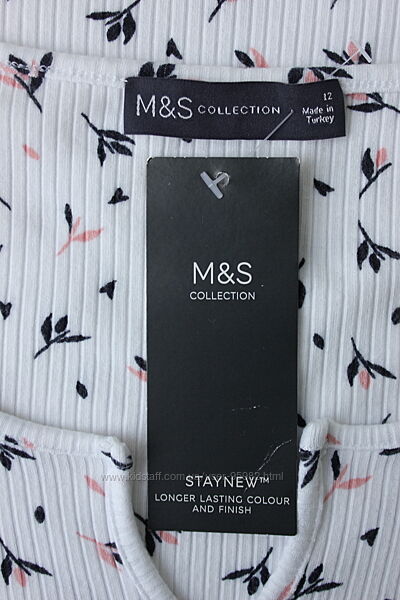 M&S COLLECTION
12
Made in
Turkey
M&S
COLLECTION
STAYNEW™
LONGER LASTING COLOUR
AND FINISH